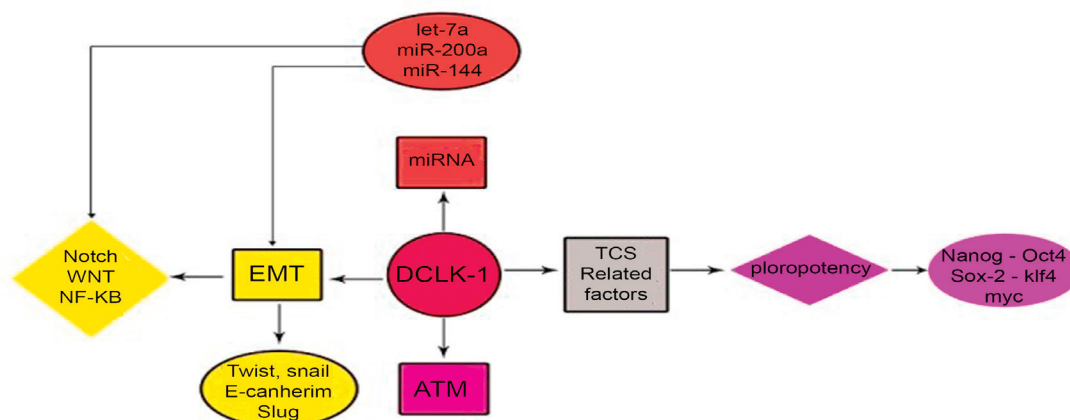 let-7a
miR-200a
miR-144
miRNA
Notch
WNT
NF-KB
EMT
DCLK-1
TCS
Related
factors
ploropotency
Nanog - Oct4
Sox-2 - klf4
myc
Twist, snail
E-canherim
Slug
ATM